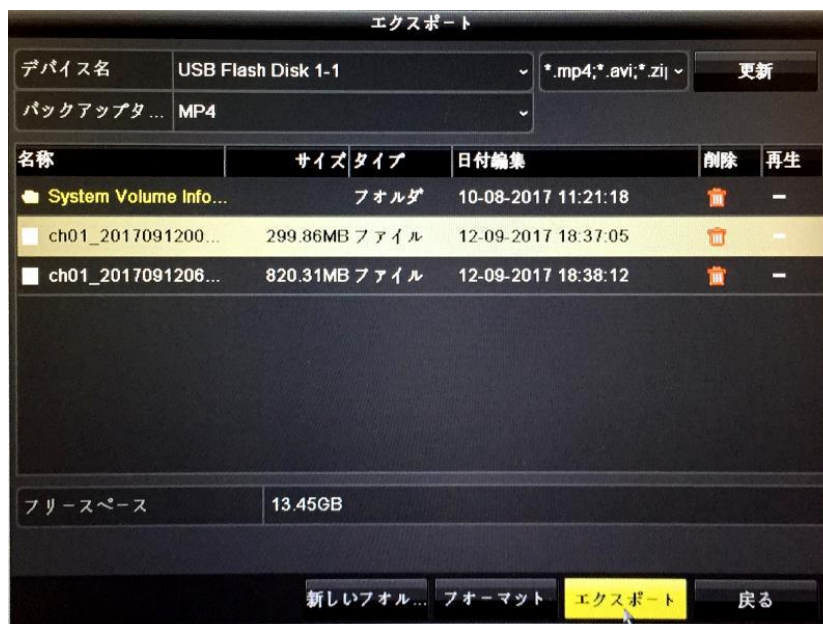 エクスポート
デバイス名 USB Flash Disk 1-1 *.mp4;*.avi;*.zi| 更新
バックアップタ... MP4
名称 サイズ タイプ 日付編集 削除 再生
System Volume Info... フォルダ 10-08-2017 11:21:18
ch01_2017091200... 299.86MB ファイル 12-09-2017 18:37:05
ch01_2017091206... 820.31MB ファイル 12-09-2017 18:38:12
フリースペース 13.45GB
新しいフォル... フォーマット エクスポート 戻る